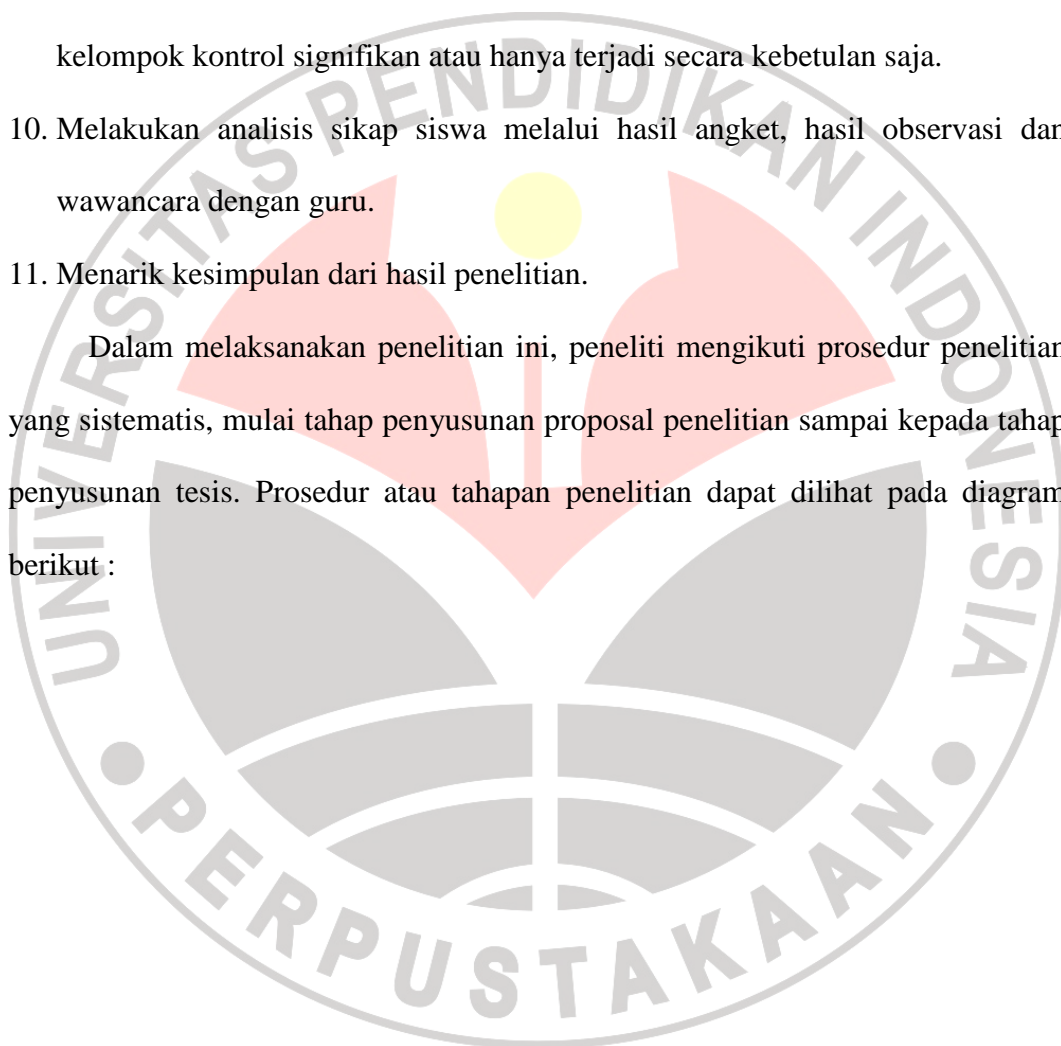 kelompok kontrol signifikan atau hanya terjadi secara kebetulan saja.
10. Melakukan analisis sikap siswa melalui hasil angket, hasil observasi dan
wawancara dengan guru.
11. Menarik kesimpulan dari hasil penelitian.
Dalam melaksanakan penelitian ini, peneliti mengikuti prosedur penelitian
yang sistematis, mulai tahap penyusunan proposal penelitian sampai kepada tahap
penyusunan tesis. Prosedur atau tahapan penelitian dapat dilihat pada diagram
berikut :
UNIVERSITAS PENDIDIKAN INDONESIA
PERPUSTAKAAN